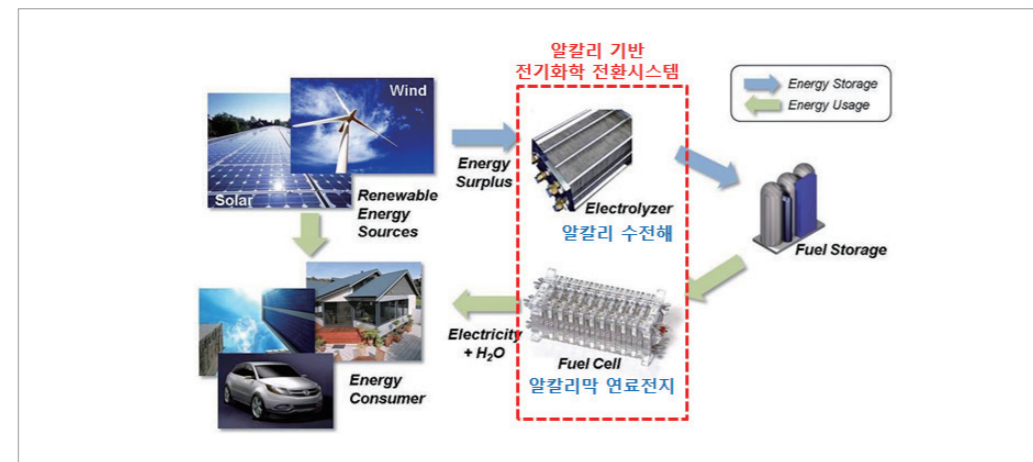 알칼리 기반
전기화학 전환시스템
Wind
Solar
Renewable
Energy
Sources
Energy
Surplus
Electrolyzer
알칼리 수전해
Energy Storage
Energy Usage
Fuel Storage
Electricity
+ H₂O
Fuel Cell
알칼리막 연료전지
Energy
Consumer